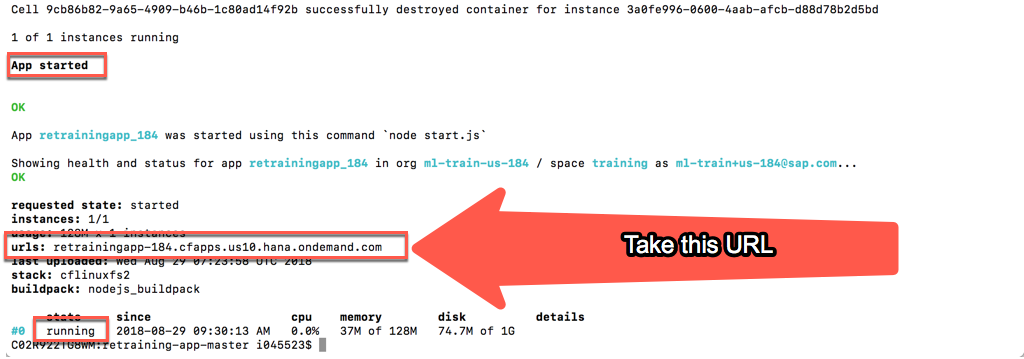 Cell 9cb86b82-9a65-4909-b46b-1c80ad14f92b successfully destroyed container for instance 3a0fe996-0600-4aab-afcb-d88d78b2d5bd
1 of 1 instances running
App started
OK
App retrainingapp_184 was started using this command `node start.js`
Showing health and status for app retrainingapp_184 in org ml-train-us-184 / space training as ml-train+us-184@sap.com...
OK
requested state: started
instances: 1/1
usage: 128M x 1 instances
urls: retrainingapp-184.cfapps.us10.hana.ondemand.com
Take this URL
last uploaded: Wed Aug 29 07:23:58 UTC 2018
stack: cflinuxfs2
buildpack: nodejs_buildpack
state since cpu memory disk details
#0 running 2018-08-29 09:30:13 AM 0.0% 37M of 128M 74.7M of 1G
C02R922TG8WM:retraining-app-master i045523$